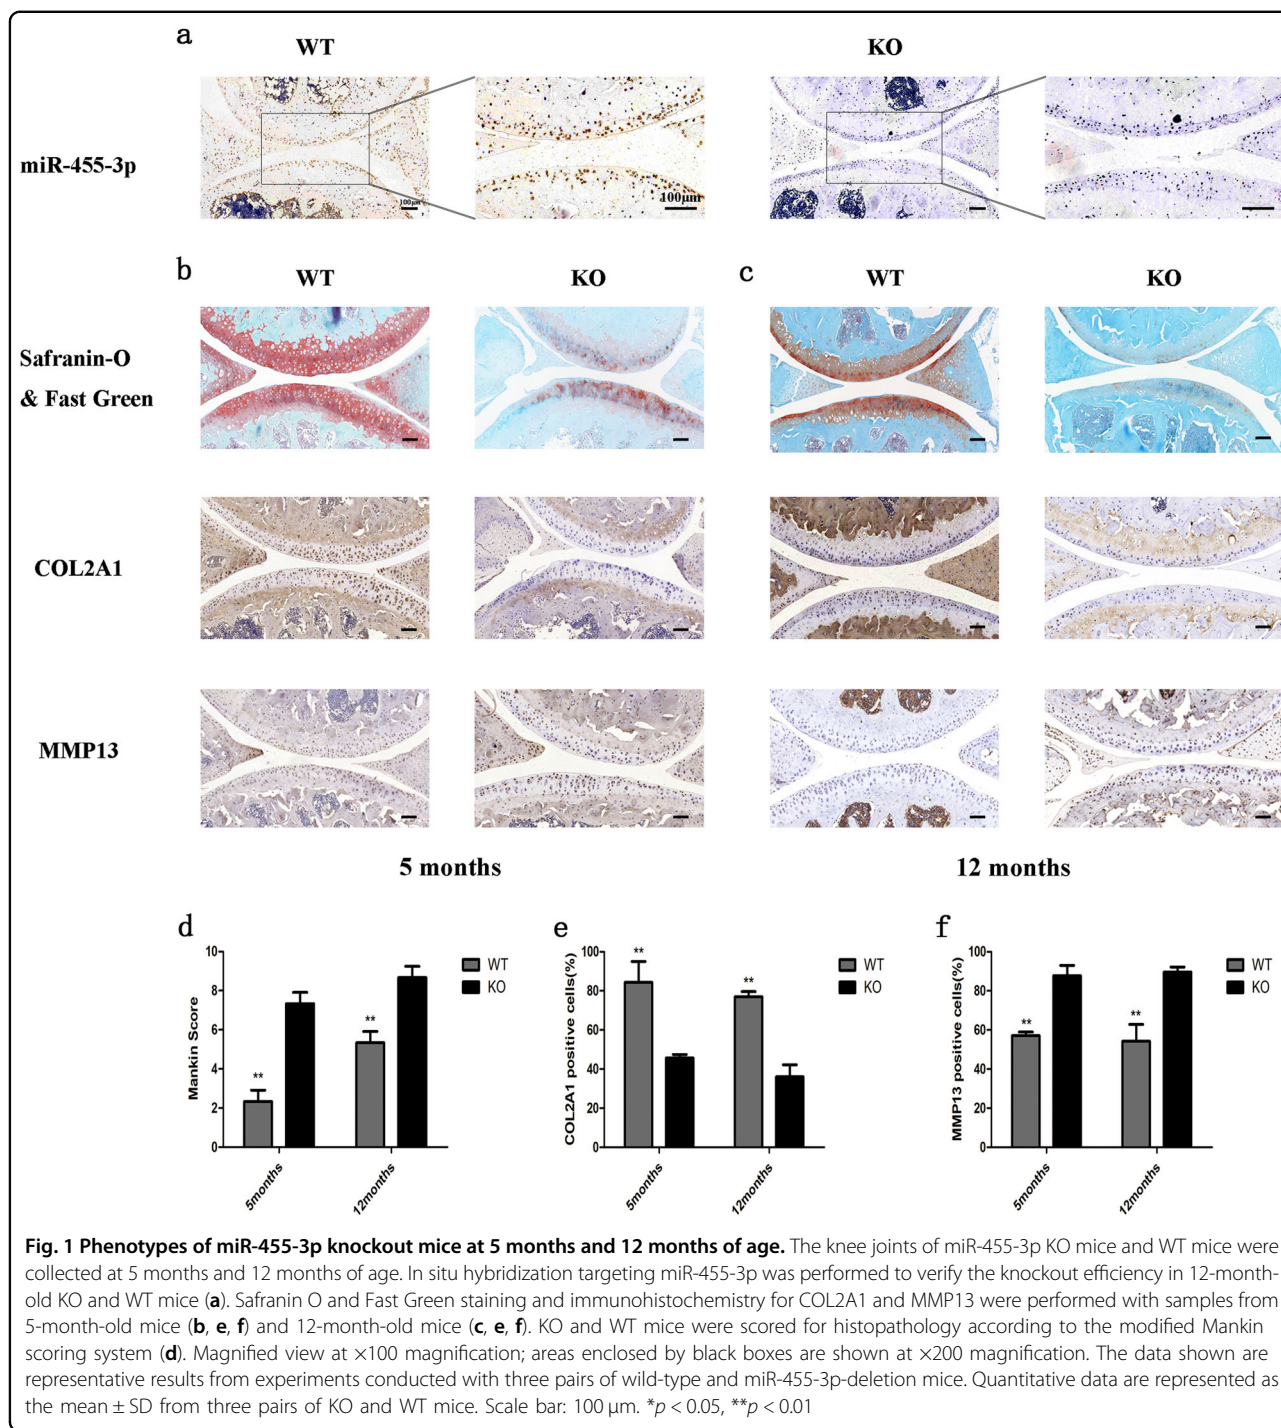 a
WT
KO
miR-455-3p
100μm
100μm
b
WT
KO
c
WT
KO
Safranin-O
& Fast Green
COL2A1
MMP13
5 months
12 months
d
Mankin Score
10
8
6
4
2
0
**
**
5months
12months
WT
KO
e
COL2A1 positive cells(%)
100
80
60
40
20
0
**
**
5months
12months
WT
KO
f
MMP13 positive cells(%)
100
80
60
40
20
0
**
**
5months
12months
WT
KO
Fig. 1 Phenotypes of miR-455-3p knockout mice at 5 months and 12 months of age. The knee joints of miR-455-3p KO mice and WT mice were
collected at 5 months and 12 months of age. In situ hybridization targeting miR-455-3p was performed to verify the knockout efficiency in 12-month-
old KO and WT mice (a). Safranin O and Fast Green staining and immunohistochemistry for COL2A1 and MMP13 were performed with samples from
5-month-old mice (b, e, f) and 12-month-old mice (c, e, f). KO and WT mice were scored for histopathology according to the modified Mankin
scoring system (d). Magnified view at ×100 magnification; areas enclosed by black boxes are shown at ×200 magnification. The data shown are
representative results from experiments conducted with three pairs of wild-type and miR-455-3p-deletion mice. Quantitative data are represented as
the mean ± SD from three pairs of KO and WT mice. Scale bar: 100 μm. *p < 0.05, **p < 0.01